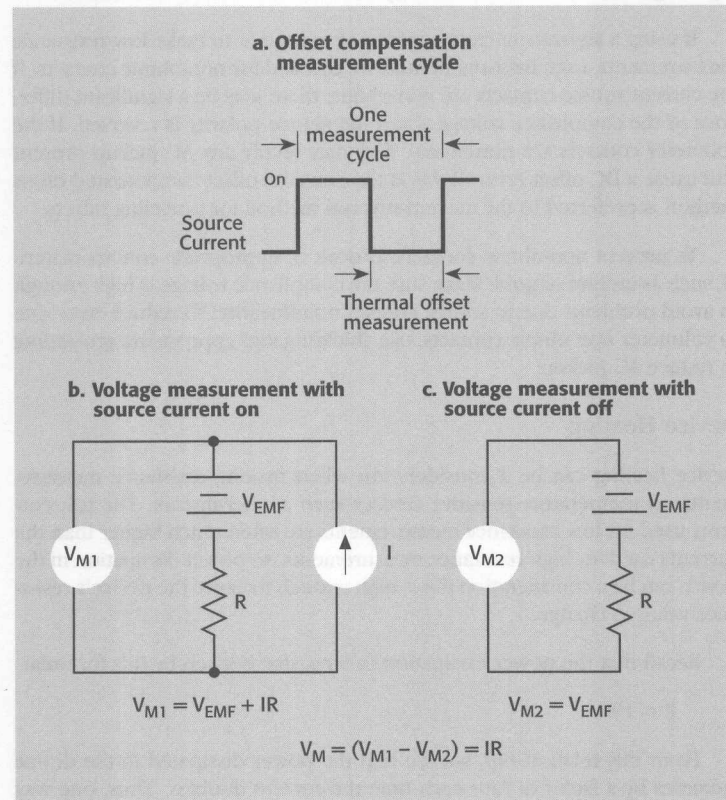 a. Offset compensation
measurement cycle
One
measurement
cycle
On
Source
Current
Thermal offset
measurement
b. Voltage measurement with
source current on
c. Voltage measurement with
source current off
VM1
VEMF
R
I
VM2
VEMF
R
VM1 = VEMF + IR
VM2 = VEMF
VM = (VM1 – VM2) = IR